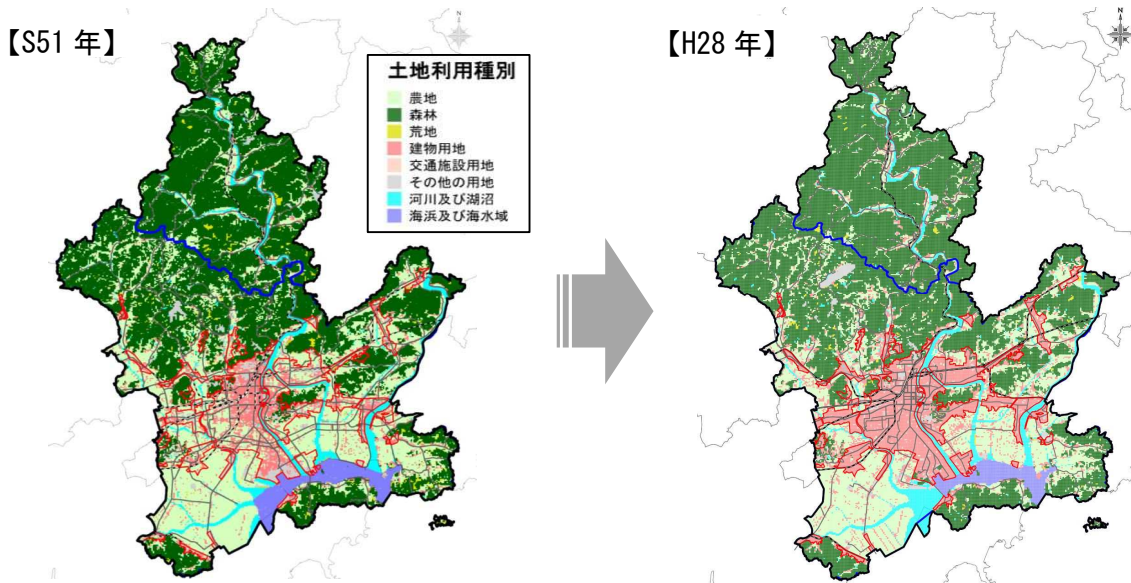 【S51 年】
土地利用種別
農地
森林
荒地
建物用地
交通施設用地
その他の用地
河川及び湖沼
海浜及び海水域
【H28 年】
N
N